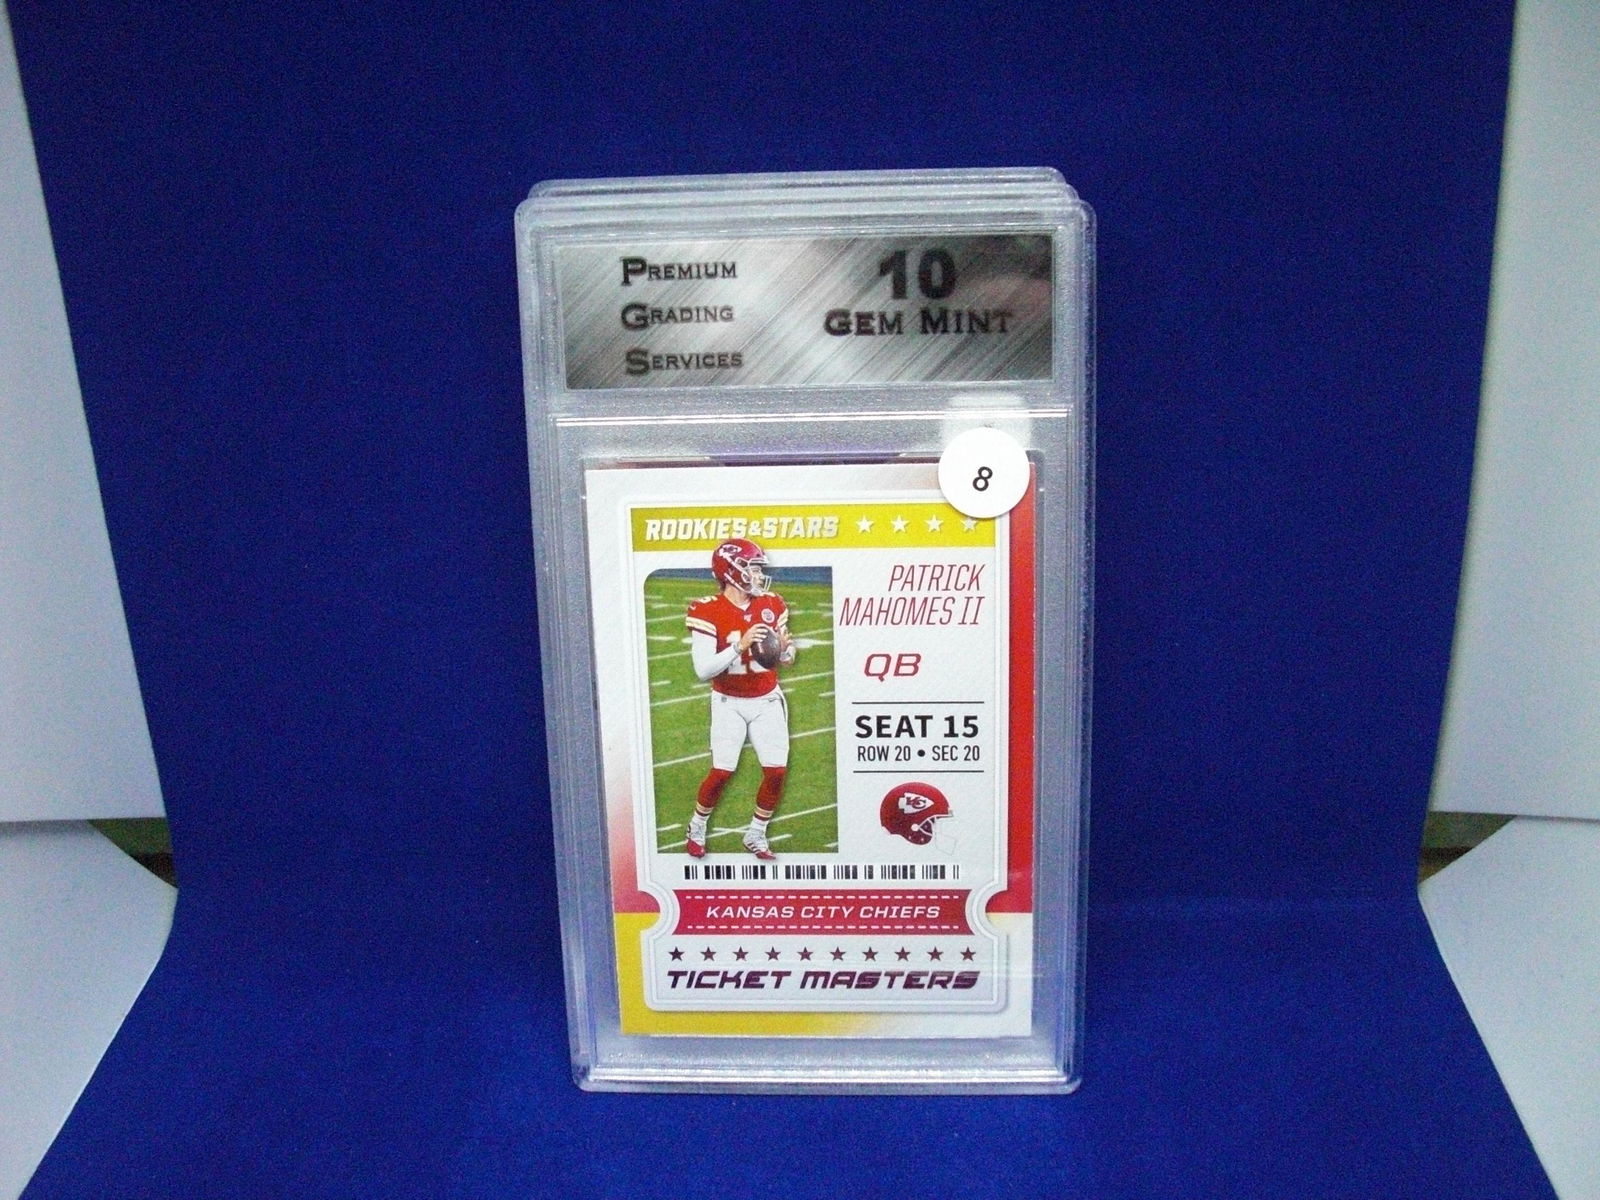 PREMIUM
GRADING
SERVICES
10
GEM MINT
8
ROOKIES&STARS
PATRICK
MAHOMES II
QB
SEAT 15
ROW 20 • SEC 20
KANSAS CITY CHIEFS
TICKET MASTERS